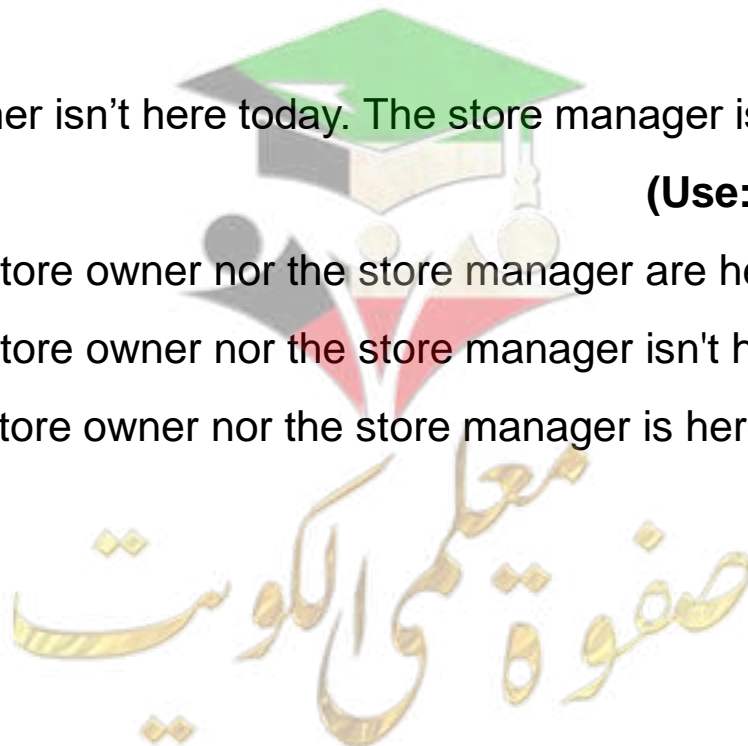 ner isn't here today. The store manager is
(Use:
tore owner nor the store manager are he
tore owner nor the store manager isn't h
tore owner nor the store manager is her
صفوة معلمى الكويت